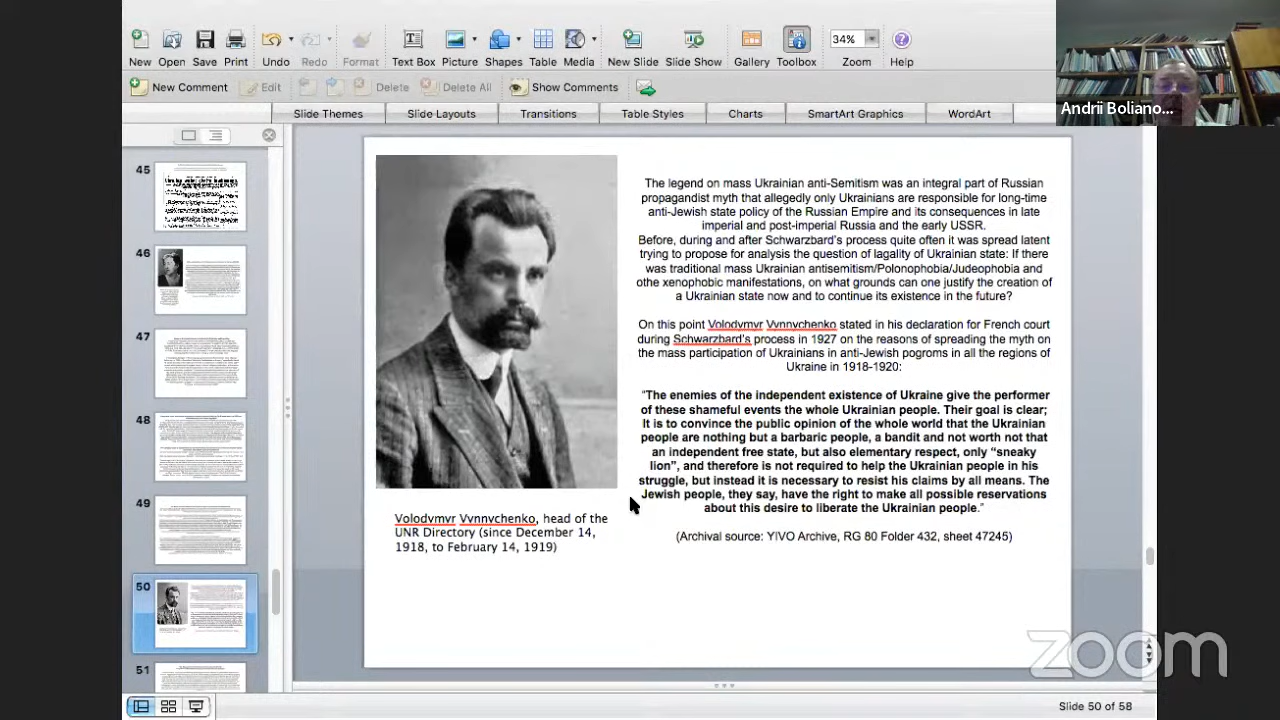 New Open Save Print Undo Redo Format Text Box Picture Shapes Table Media New Slide Slide Show Gallery Toolbox Zoom Help
34%
New Comment Edit Delete Delete All Show Comments
Slide Themes Slide Layouts Transitions Table Styles Charts SmartArt Graphics WordArt
Andrii Boliano...
45
46
47
48
49
50
51
The legend on mass Ukrainian anti-Semitism was an integral part of Russian
propagandist myth that allegedly only Ukrainians are responsible for long-time
anti-Jewish state policy of the Russian Empire and its consequences in late
imperial and post-imperial Russia and the early USSR.
Before, during and after Schwarzbard's process quite often it was spread latent
trying to propose for analysis the question of lagality of Ukrainian state: If there
was traditional mass Ukrainian antisemitism/Polonophobia/Judeophobia and
othe xenophobic manifestations, on what grounds can one justify the creation of
a Ukrainian state now and to continue its existence in the future?
On this point Volodymyr Vynnychenko stated in his declaration for French court
during Schwarzbard's process in 1927 on the reasons of spreading the myth on
the mass participation of Ukrainians in anti-Jewish pogroms in all the regions of
Ukraine in 1918-1920:
"The enemies of the independent existence of Ukraine give the performer
of these shameful events the whole Ukrainian people. Their goal is clear;
it is to convince the public opinion of the whole world that the Ukrainian
people are nothing but a barbaric people, a bandit and not worth not that
an independent free state, but also elementary respect, only “sneaky
lion”, and therefore is not required to help the Ukrainian people in his
struggle, but instead it is necessary to resist his claims by all means. The
Jewish people, they say, have the right to make all possible reservations
about this desire to liberate the Ukrainian people."
(Archival source: YIVO Archive, RG 80 Folder 432, sheet 47245)
Volodymyr Vynnychenko, head of the
UNR Directory (since December 14,
1918, to February 14, 1919)
zoom
Slide 50 of 58